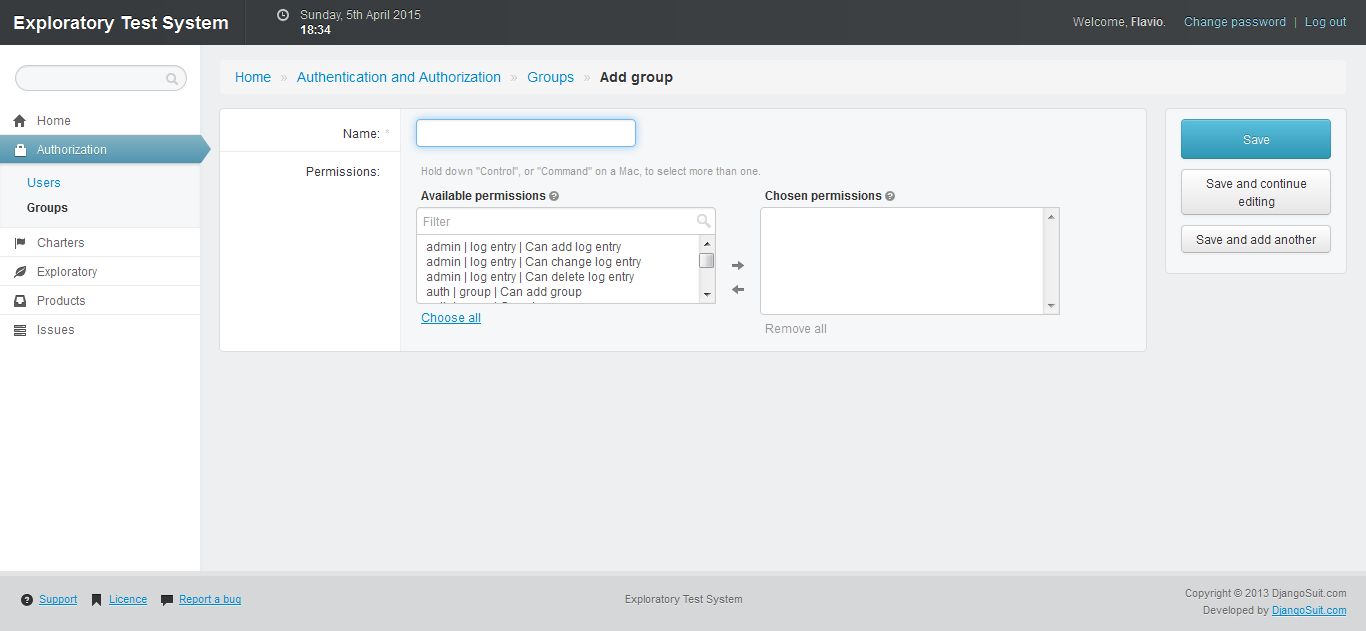 Exploratory Test System
Sunday, 5th April 2015
18:34
Welcome, Flavio. Change password | Log out
Home
Authorization
Users
Groups
Charters
Exploratory
Products
Issues
Home » Authentication and Authorization » Groups » Add group
Name: *
Permissions:
Hold down "Control", or "Command" on a Mac, to select more than one.
Available permissions ?
Filter
admin | log entry | Can add log entry
admin | log entry | Can change log entry
admin | log entry | Can delete log entry
auth | group | Can add group
Choose all
Chosen permissions ?
Remove all
Save
Save and continue
editing
Save and add another
Support Licence Report a bug
Exploratory Test System
Copyright © 2013 DjangoSuit.com
Developed by DjangoSuit.com